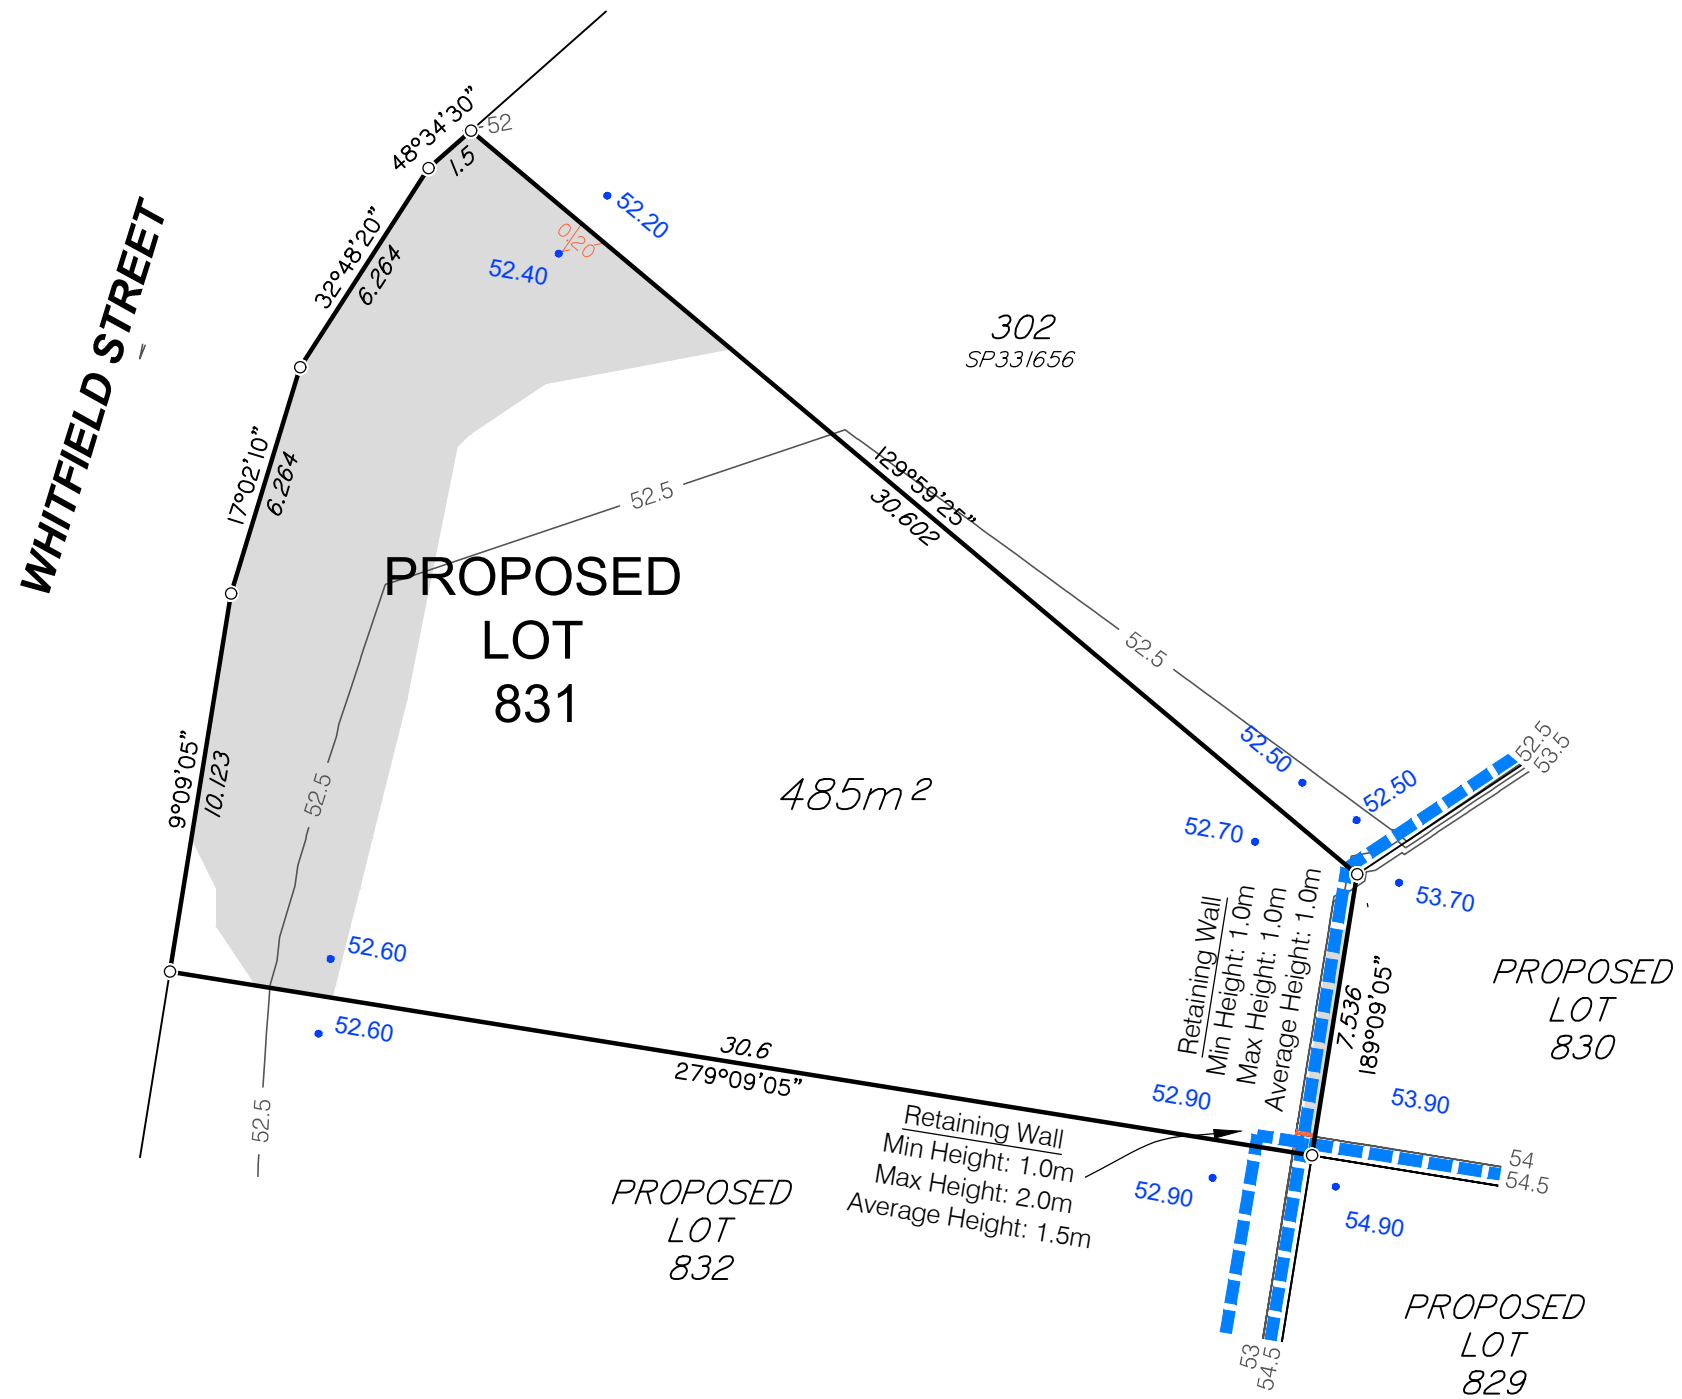 48°34'30"
52
1.5
52.20
0.20
52.40
32°48'20"
6.264
WHITFIELD STREET
302
SP331656
17°02'10"
6.264
52.5
129°59'25"
30.602
PROPOSED
LOT
831
52.5
485m²
9°09'05"
10.123
52.5
52.50
52.50
52.5
53.5
52.70
53.70
Retaining Wall
Min Height: 1.0m
Max Height: 1.0m
Average Height: 1.0m
52.60
52.60
7.536
189°09'05"
PROPOSED
LOT
830
30.6
279°09'05"
52.90
53.90
52.5
Retaining Wall
Min Height: 1.0m
Max Height: 2.0m
Average Height: 1.5m
52.90
54
54.5
54.90
PROPOSED
LOT
832
PROPOSED
LOT
829
53
54.5